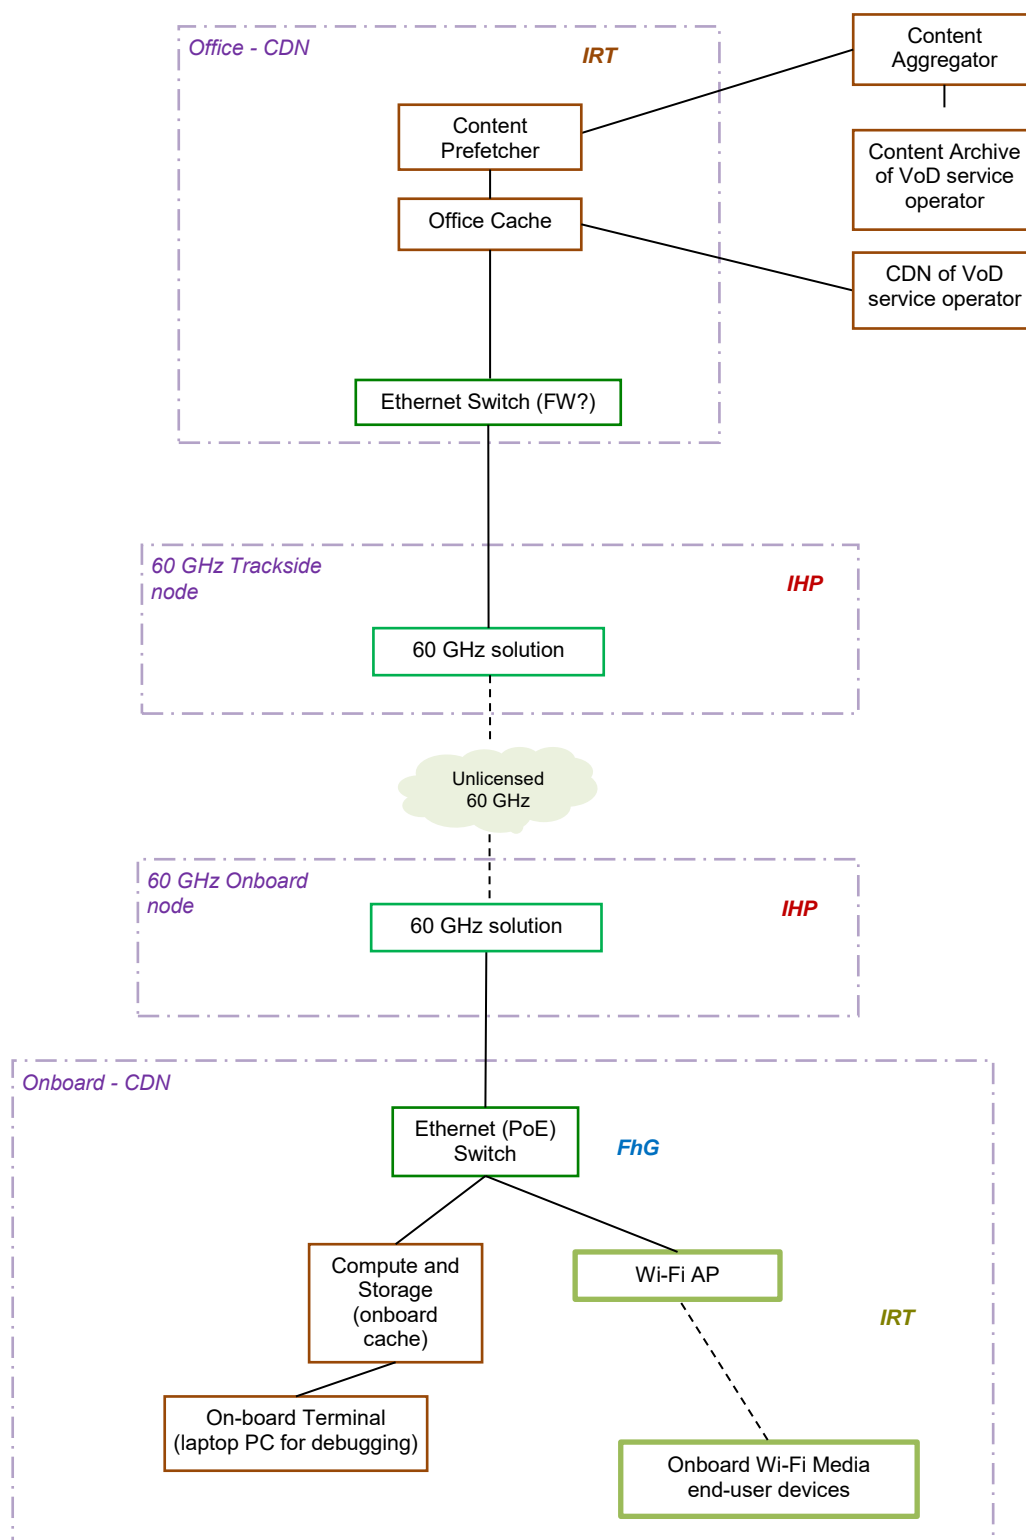 Office - CDN
IRT
Content
Aggregator
Content
Prefetcher
Content Archive
of VoD service
operator
Office Cache
CDN of VoD
service operator
Ethernet Switch (FW?)
60 GHz Trackside
node
IHP
60 GHz solution
Unlicensed
60 GHz
60 GHz Onboard
node
IHP
60 GHz solution
Onboard - CDN
Ethernet (PoE)
Switch
FhG
Compute and
Storage
(onboard
cache)
Wi-Fi AP
IRT
On-board Terminal
(laptop PC for debugging)
Onboard Wi-Fi Media
end-user devices